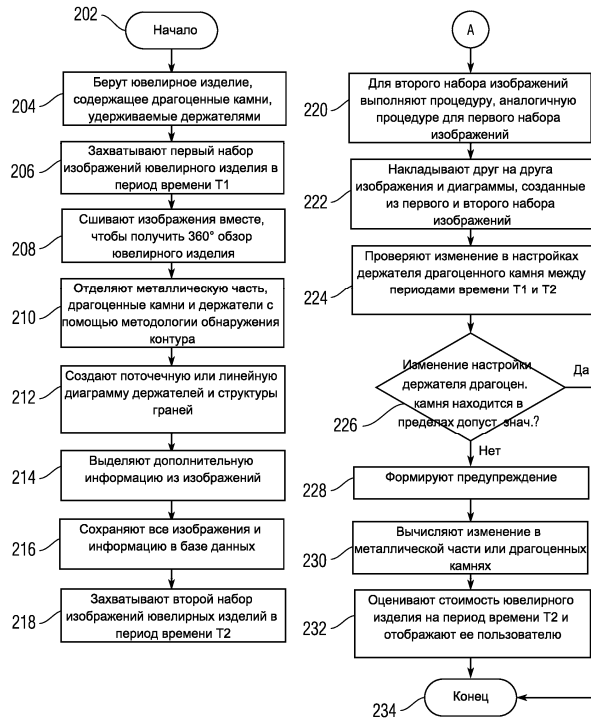 202
Начало
204
Берут ювелирное изделие,
содержащее драгоценные камни,
удерживаемые держателями
206
Захватывают первый набор
изображений ювелирного изделия в
период времени T1
208
Сшивают изображения вместе,
чтобы получить 360° обзор
ювелирного изделия
210
Отделяют металлическую часть,
драгоценные камни и держатели с
помощью методологии обнаружения
контура
212
Создают поточечную или линейную
диаграмму держателей и структуры
граней
214
Выделяют дополнительную
информацию из изображений
216
Сохраняют все изображения и
информацию в базе данных
218
Захватывают второй набор
изображений ювелирных изделий в
период времени T2
A
220
Для второго набора изображений
выполняют процедуру, аналогичную
процедуре для первого набора
изображений
222
Накладывают друг на друга
изображения и диаграммы, созданные
из первого и второго набора
изображений
224
Проверяют изменение в настройках
держателя драгоценного камня между
периодами времени T1 и T2
226
Изменение настройки
держателя драгоцен.
камня находится в
пределах допуст. знач.?
Да
Нет
228
Формируют предупреждение
230
Вычисляют изменение в
металлической части или драгоценных
камнях
232
Оценивают стоимость ювелирного
изделия на период времени T2 и
отображают ее пользователю
234
Конец